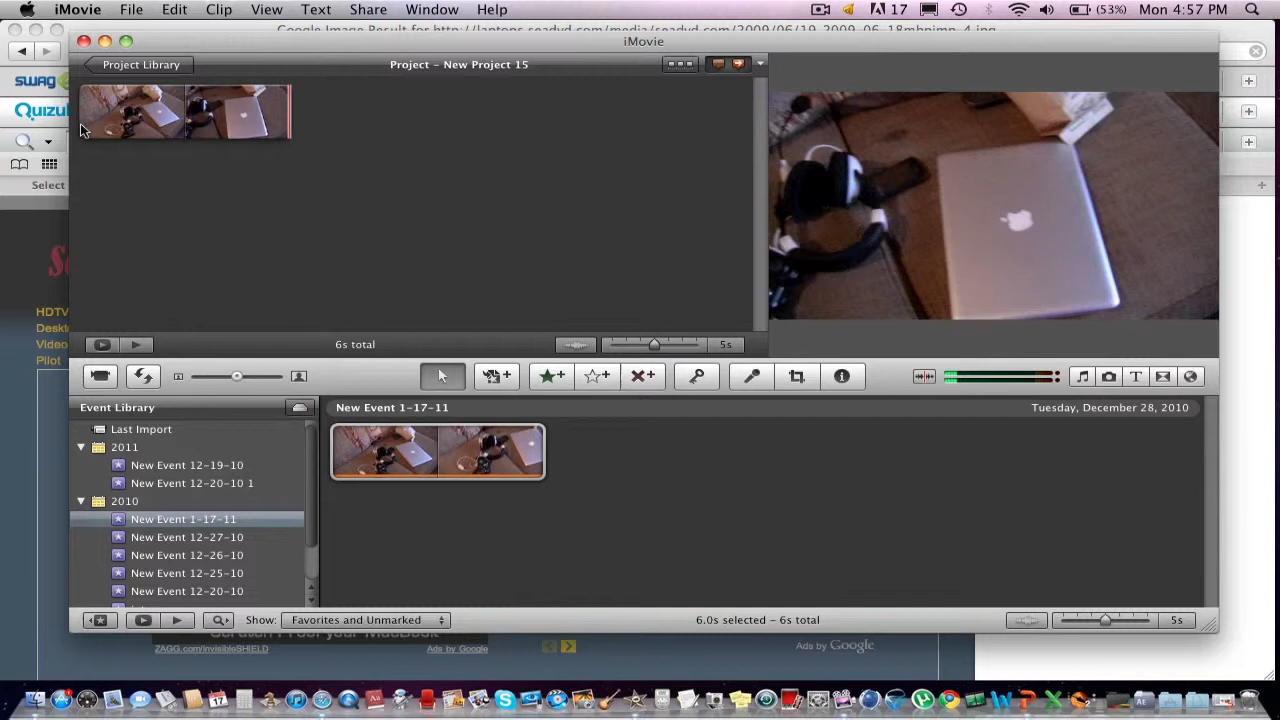 iMovie File Edit Clip View Text Share Window Help 17 (53%) Mon 4:57 PM
iMovie
Project Library
Project - New Project 15
swag
Quizul
Select
HDTV
Deskt
Video
Pilot
6s total
5s
Event Library
New Event 1-17-11
Tuesday, December 28, 2010
Last Import
2011
New Event 12-19-10
New Event 12-20-10 1
2010
New Event 1-17-11
New Event 12-27-10
New Event 12-26-10
New Event 12-25-10
New Event 12-20-10
Show: Favorites and Unmarked
6.0s selected - 6s total
5s
ZAGG.com/invisibleSHIELD
Ads by Google
Ads by Google
17